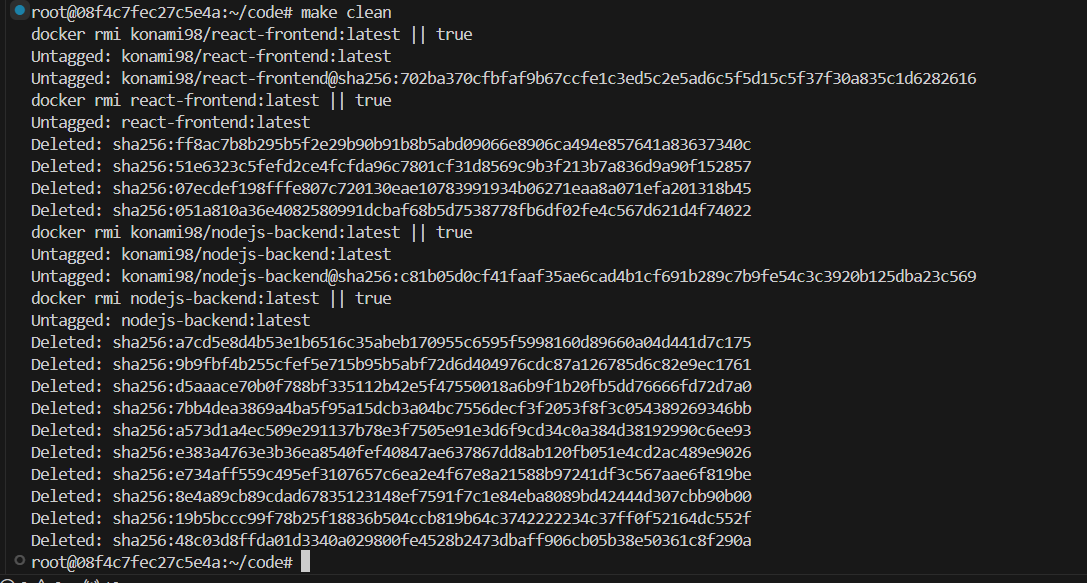 root@08f4c7fec27c5e4a:~/code# make clean
docker rmi konami98/react-frontend:latest || true
Untagged: konami98/react-frontend:latest
Untagged: konami98/react-frontend@sha256:702ba370cfbfaf9b67ccfe1c3ed5c2e5ad6c5f5d15c5f37f30a835c1d6282616
docker rmi react-frontend:latest || true
Untagged: react-frontend:latest
Deleted: sha256:ff8ac7b8b295b5f2e29b90b91b8b5abd09066e8906ca494e857641a83637340c
Deleted: sha256:51e6323c5fefd2ce4fcfda96c7801cf31d8569c9b3f213b7a836d9a90f152857
Deleted: sha256:07ecdef198fffe807c720130eae10783991934b06271eaa8a071efa201318b45
Deleted: sha256:051a810a36e4082580991dcbaf68b5d7538778fb6df02fe4c567d621d4f74022
docker rmi konami98/nodejs-backend:latest || true
Untagged: konami98/nodejs-backend:latest
Untagged: konami98/nodejs-backend@sha256:c81b05d0cf41faaf35ae6cad4b1cf691b289c7b9fe54c3c3920b125dba23c569
docker rmi nodejs-backend:latest || true
Untagged: nodejs-backend:latest
Deleted: sha256:a7cd5e8d4b53e1b6516c35abeb170955c6595f5998160d89660a04d441d7c175
Deleted: sha256:9b9fbf4b255cfef5e715b95b5abf72d6d404976cdc87a126785d6c82e9ec1761
Deleted: sha256:d5aaace70b0f788bf335112b42e5f47550018a6b9f1b20fb5dd76666fd72d7a0
Deleted: sha256:7bb4dea3869a4ba5f95a15dcb3a04bc7556decf3f2053f8f3c054389269346bb
Deleted: sha256:a573d1a4ec509e291137b78e3f7505e91e3d6f9cd34c0a384d38192990c6ee93
Deleted: sha256:e383a4763e3b36ea8540fef40847ae637867dd8ab120fb051e4cd2ac489e9026
Deleted: sha256:e734aff559c495ef3107657c6ea2e4f67e8a21588b97241df3c567aae6f819be
Deleted: sha256:8e4a89cb89cdad67835123148ef7591f7c1e84eba8089bd42444d307cbb90b00
Deleted: sha256:19b5bccc99f78b25f18836b504ccb819b64c3742222234c37ff0f52164dc552f
Deleted: sha256:48c03d8ffda01d3340a029800fe4528b2473dbaff906cb05b38e50361c8f290a
root@08f4c7fec27c5e4a:~/code#